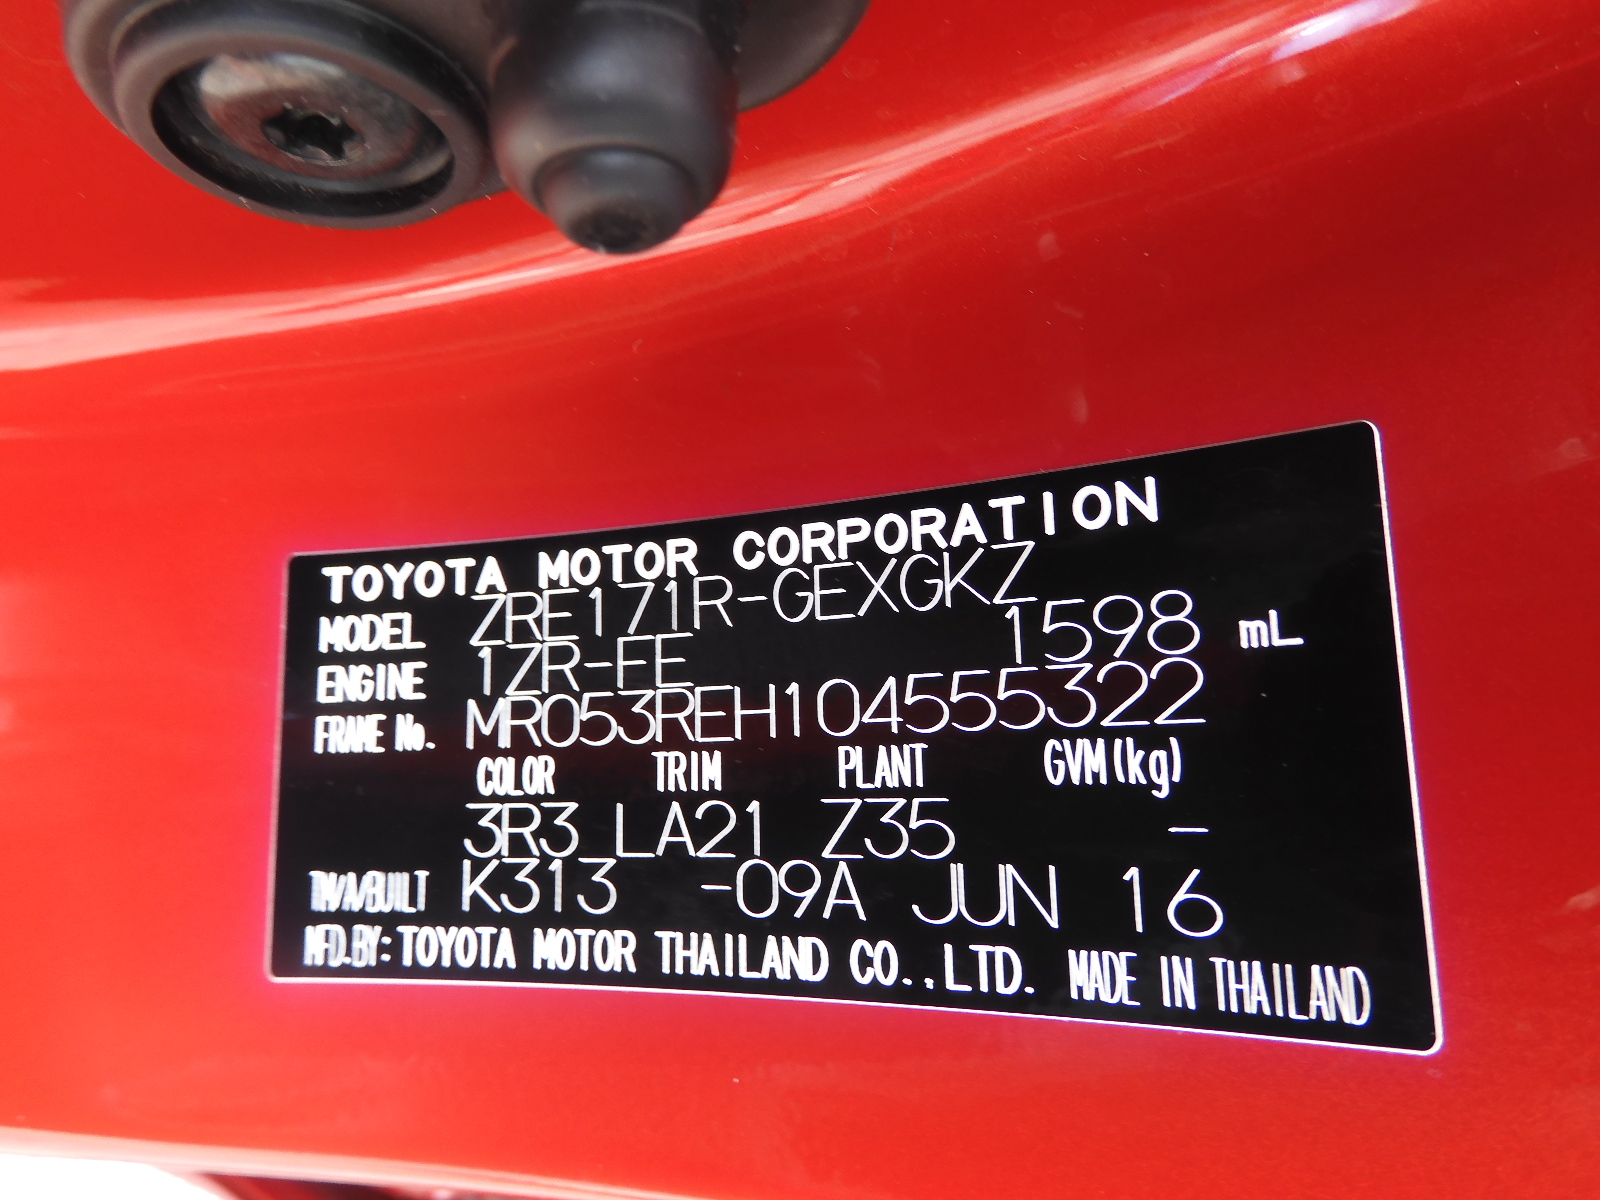 TOYOTA MOTOR CORPORATION
MODEL ZRE171R-GEXGKZ
ENGINE 1ZR-FE 1598 mL
FRAME No. MR053REH104555322
COLOR TRIM PLANT GVM(kg)
3R3 LA21 Z35 –
TM/A/BUILT K313 -09A JUN 16
MFD.BY:TOYOTA MOTOR THAILAND CO.,LTD. MADE IN THAILAND